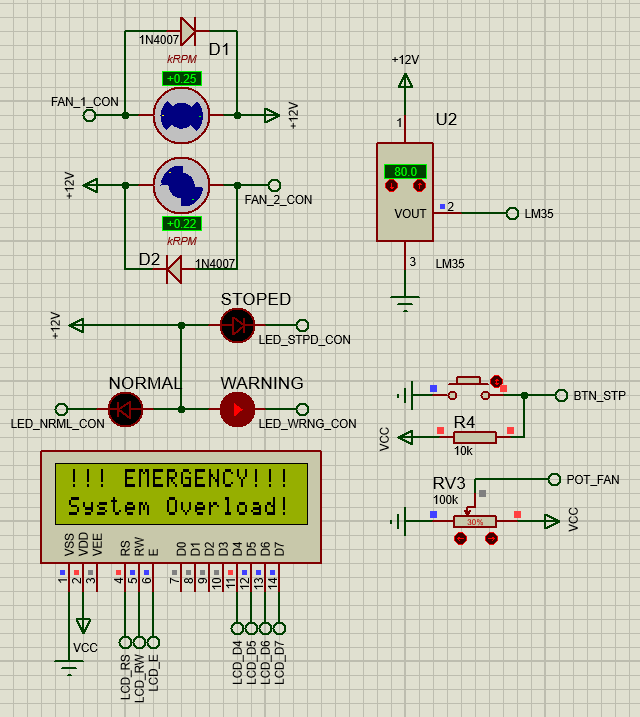 1N4007
D1
kRPM
+0.25
FAN_1_CON
+12V
+12V
FAN_2_CON
+0.22
kRPM
D2
1N4007
+12V
1
U2
80.0
VOUT
2
LM35
3
LM35
STOPED
+12V
LED_STPD_CON
NORMAL
WARNING
LED_NRML_CON
LED_WRNG_CON
BTN_STP
R4
VCC
10k
RV3
100k
POT_FAN
30%
VCC
!!! EMERGENCY!!!
System Overload!
VSS
VDD
VEE
RS
RW
E
D0
D1
D2
D3
D4
D5
D6
D7
1
2
3
4
5
6
7
8
9
10
11
12
13
14
VCC
LCD_RS
LCD_RW
LCD_E
LCD_D4
LCD_D5
LCD_D6
LCD_D7